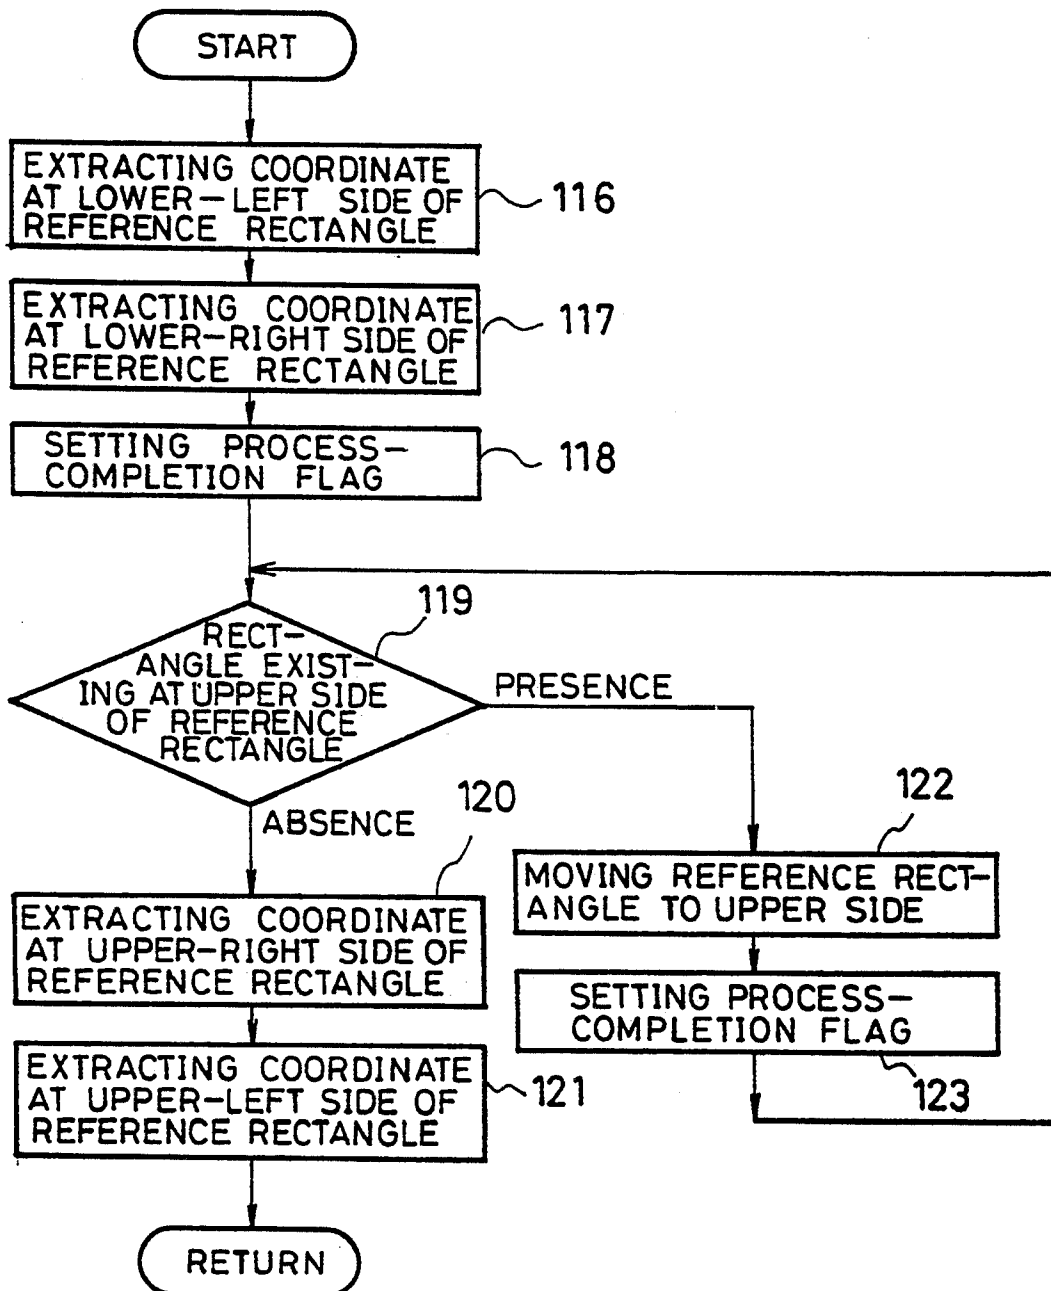 START
EXTRACTING COORDINATE
AT LOWER-LEFT SIDE OF
REFERENCE RECTANGLE
116
EXTRACTING COORDINATE
AT LOWER-RIGHT SIDE OF
REFERENCE RECTANGLE
117
SETTING PROCESS-
COMPLETION FLAG
118
119
RECT-
ANGLE EXIST-
ING AT UPPER SIDE
OF REFERENCE
RECTANGLE
PRESENCE
ABSENCE
120
EXTRACTING COORDINATE
AT UPPER-RIGHT SIDE OF
REFERENCE RECTANGLE
122
MOVING REFERENCE RECT-
ANGLE TO UPPER SIDE
SETTING PROCESS-
COMPLETION FLAG
123
EXTRACTING COORDINATE
AT UPPER-LEFT SIDE OF
REFERENCE RECTANGLE
121
RETURN